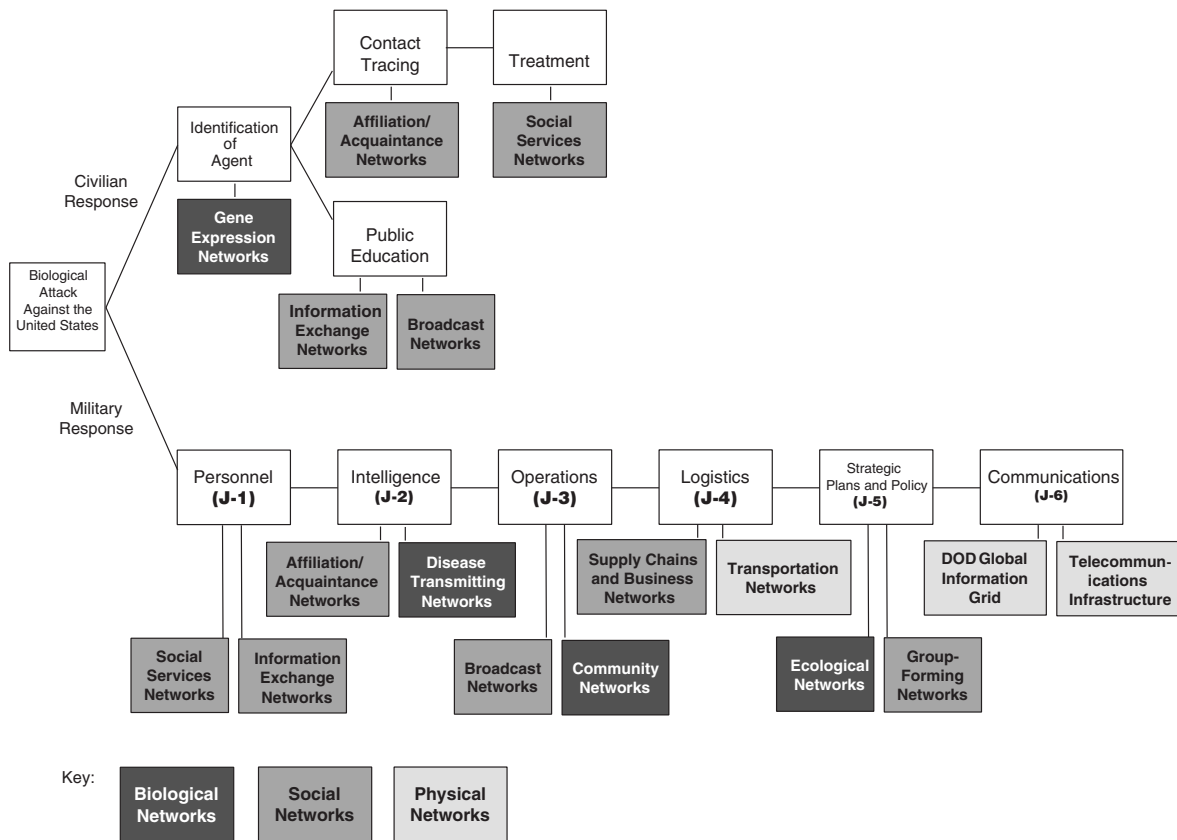 Contact
Tracing
Treatment
Affiliation/
Acquaintance
Networks
Social
Services
Networks
Identification
of
Agent
Civilian
Response
Gene
Expression
Networks
Public
Education
Information
Exchange
Networks
Broadcast
Networks
Biological
Attack
Against the
United States
Military
Response
Personnel
(J-1)
Intelligence
(J-2)
Operations
(J-3)
Logistics
(J-4)
Strategic
Plans and Policy
(J-5)
Communications
(J-6)
Affiliation/
Acquaintance
Networks
Disease
Transmitting
Networks
Supply Chains
and Business
Networks
Transportation
Networks
DOD Global
Information
Grid
Telecommun-
ications
Infrastructure
Social
Services
Networks
Information
Exchange
Networks
Broadcast
Networks
Community
Networks
Ecological
Networks
Group-
Forming
Networks
Key:
Biological
Networks
Social
Networks
Physical
Networks